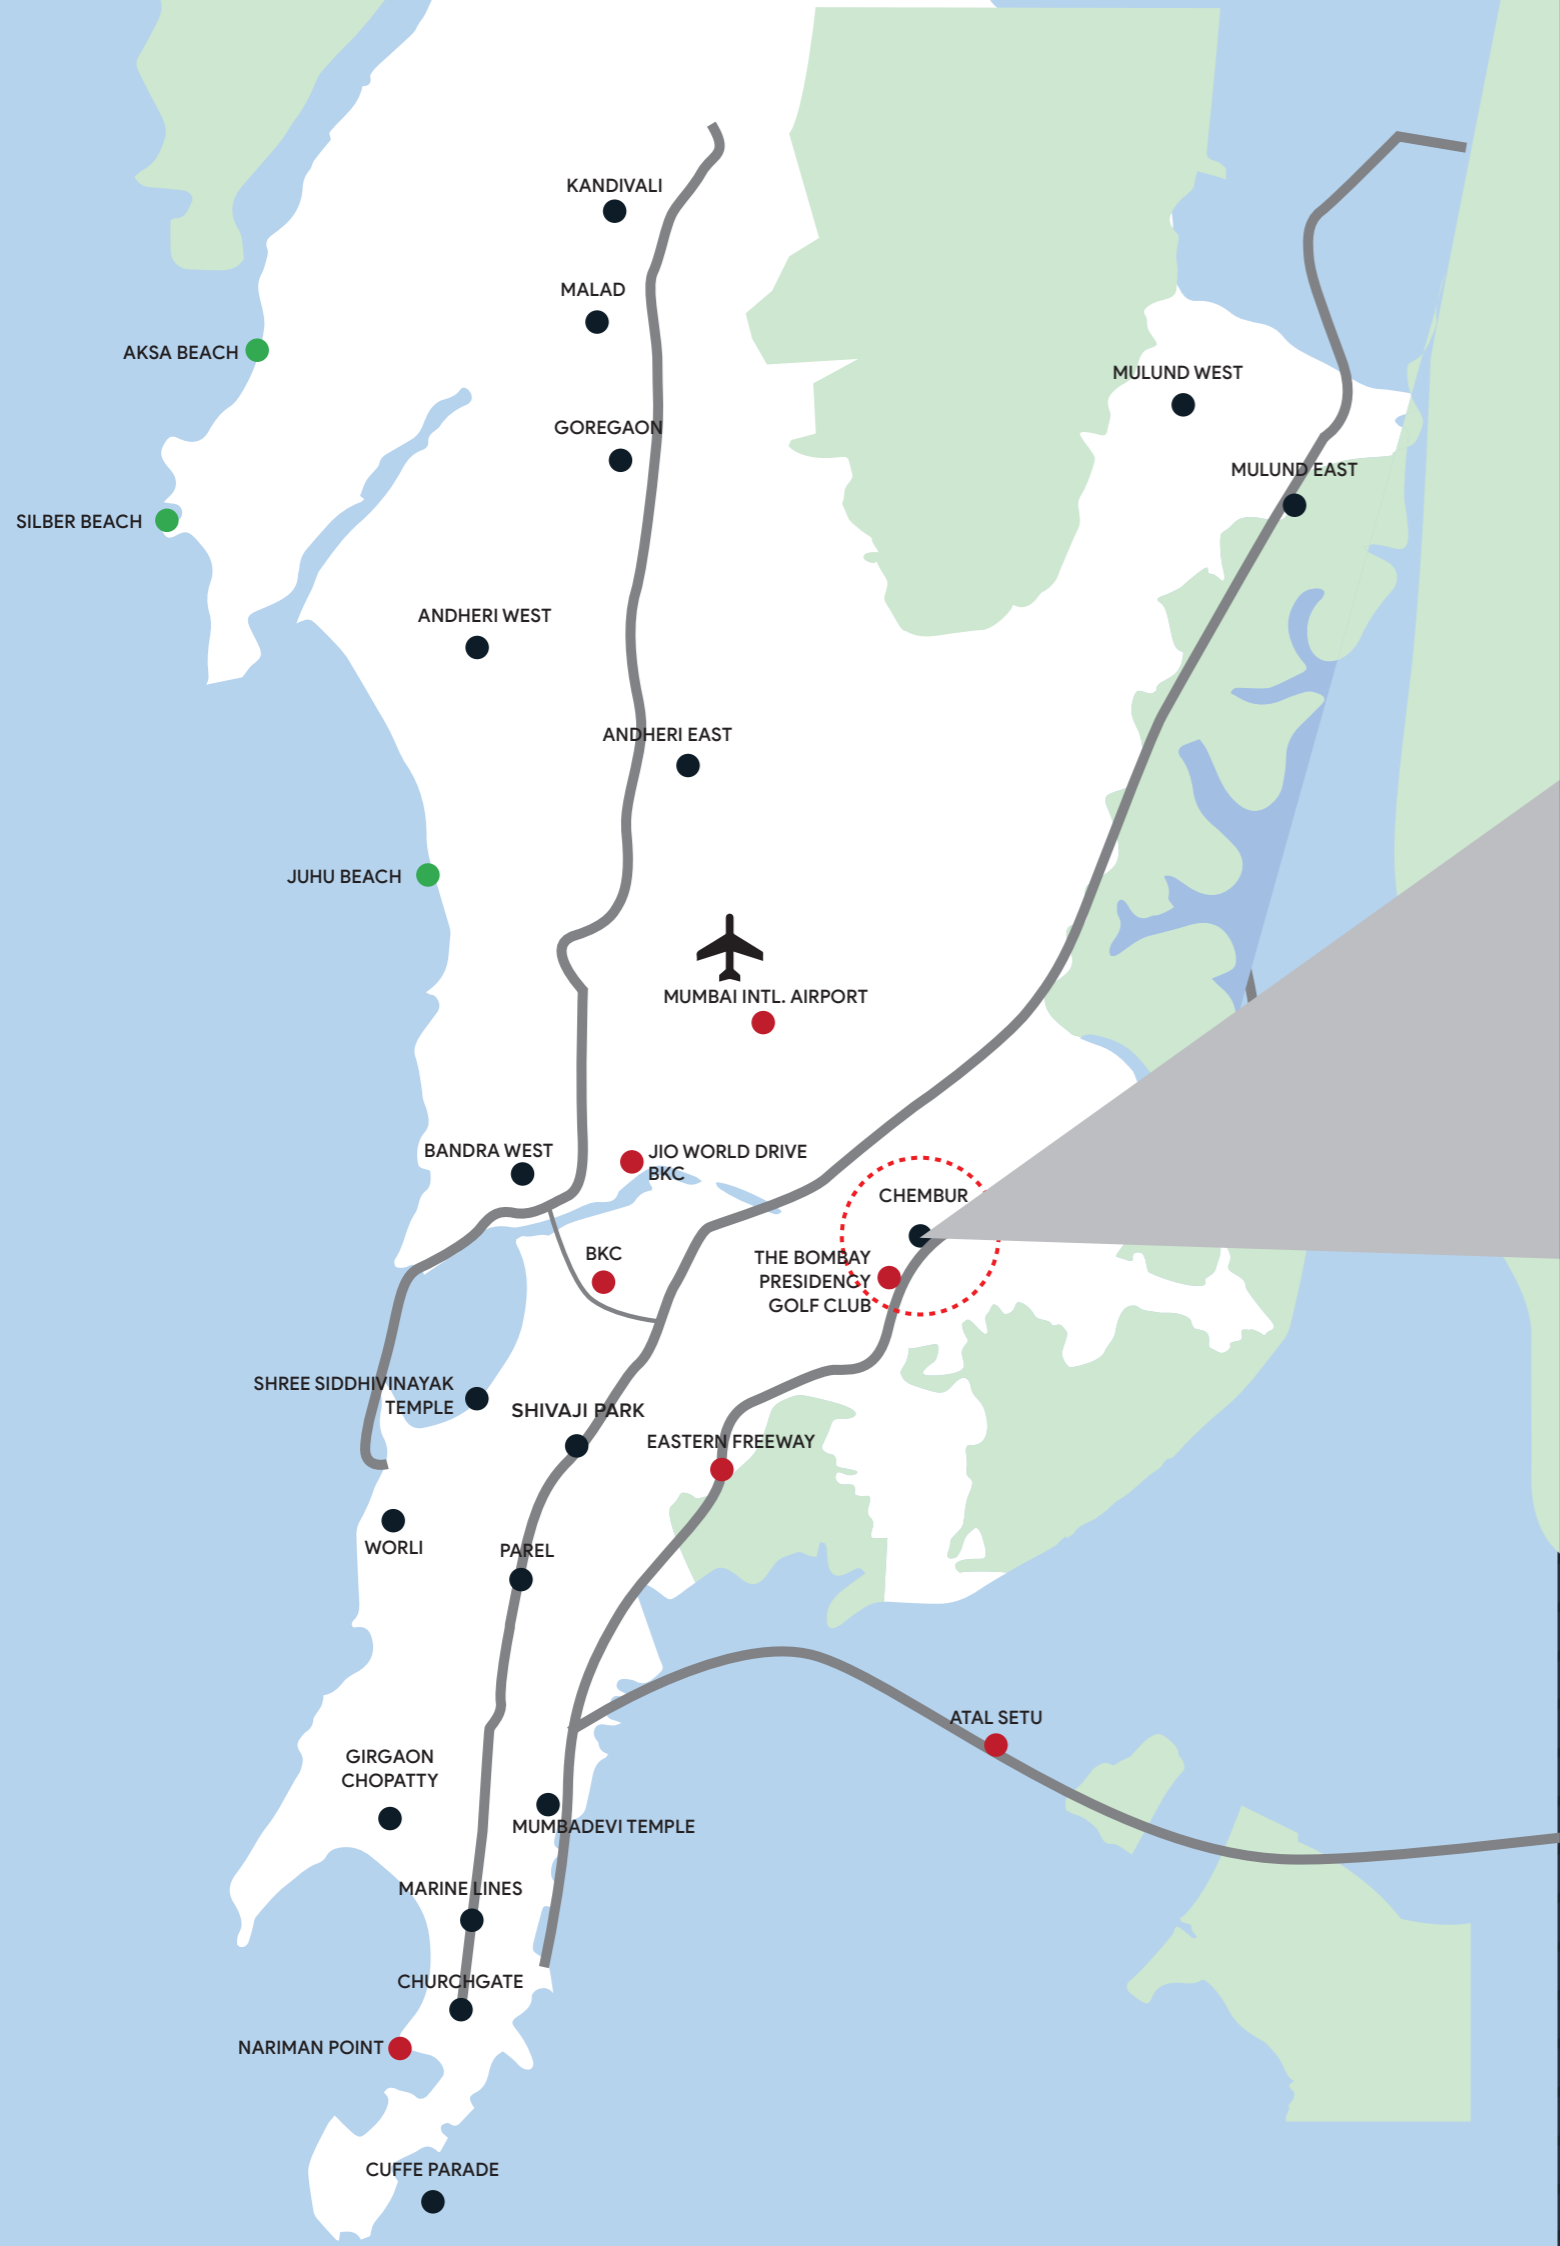 KANDIVALI
MALAD
AKSA BEACH
MULUND WEST
GOREGAON
MULUND EAST
SILBER BEACH
ANDHERI WEST
ANDHERI EAST
JUHU BEACH
MUMBAI INTL. AIRPORT
BANDRA WEST
JIO WORLD DRIVE
BKC
CHEMBUR
BKC
THE BOMBAY
PRESIDENCY
GOLF CLUB
SHREE SIDDHIVINAYAK
TEMPLE
SHIVAJI PARK
EASTERN FREEWAY
WORLI
PAREL
ATAL SETU
GIRGAON
CHOPATTY
MUMBADEVI TEMPLE
MARINE LINES
CHURCHGATE
NARIMAN POINT
CUFFE PARADE